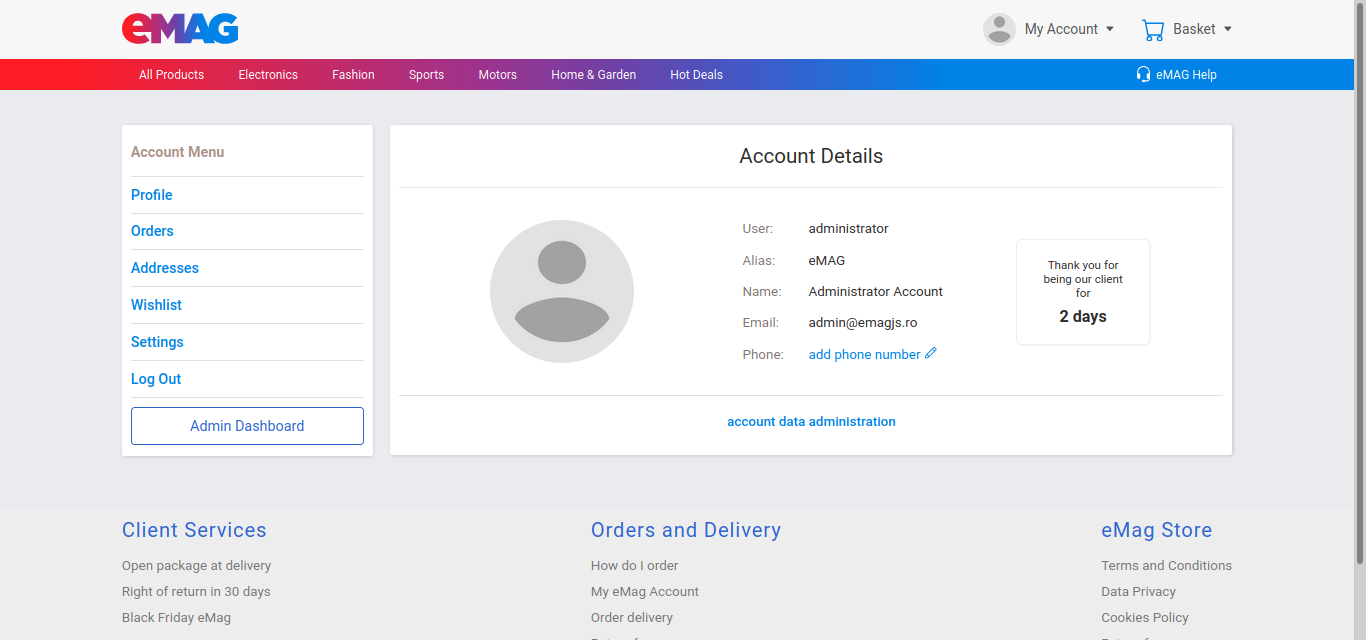 eMAG
My Account
Basket
All Products
Electronics
Fashion
Sports
Motors
Home & Garden
Hot Deals
eMAG Help
Account Menu
Profile
Orders
Addresses
Wishlist
Settings
Log Out
Admin Dashboard
Account Details
User: administrator
Alias: eMAG
Name: Administrator Account
Email: admin@emagjs.ro
Phone: add phone number
Thank you for
being our client
for
2 days
account data administration
Client Services
Open package at delivery
Right of return in 30 days
Black Friday eMag
Orders and Delivery
How do I order
My eMag Account
Order delivery
eMag Store
Terms and Conditions
Data Privacy
Cookies Policy